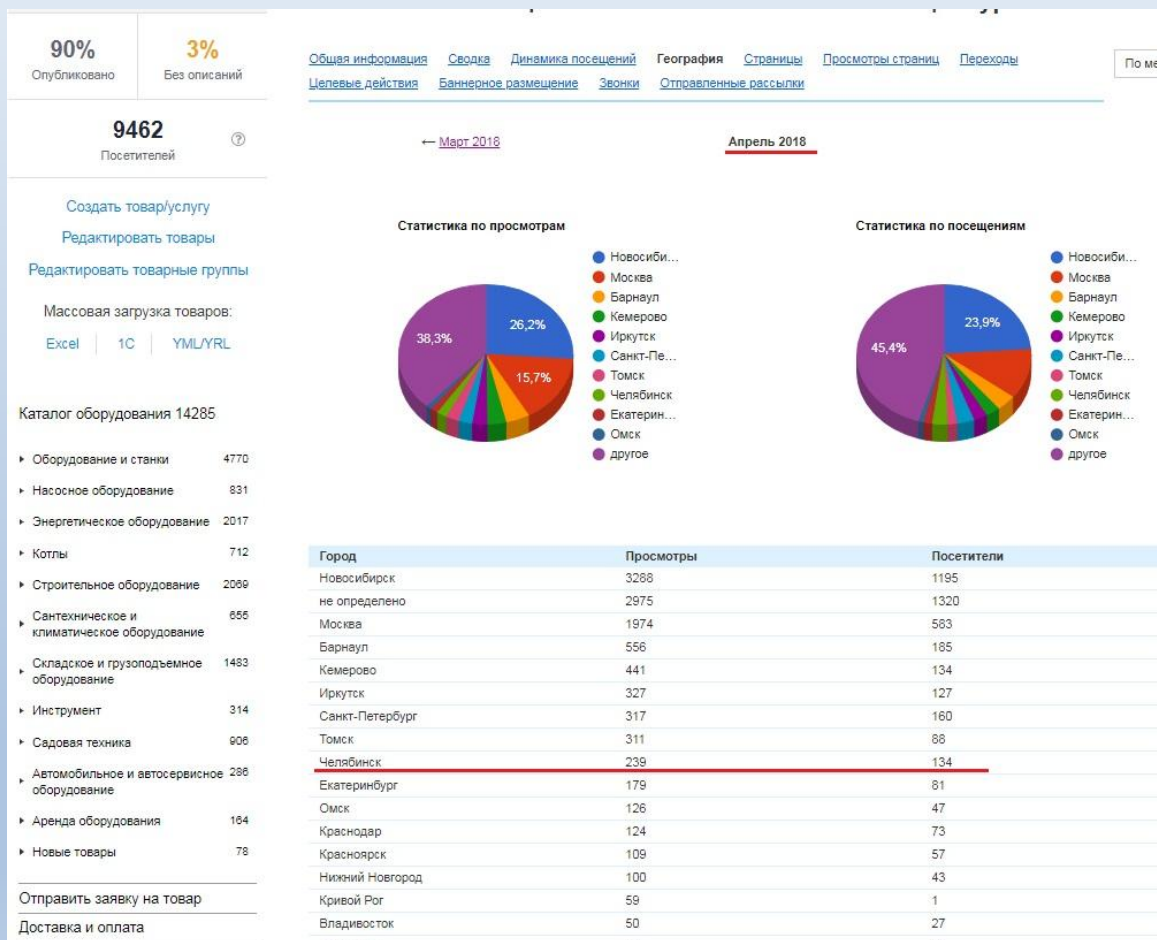 90%
Опубликовано
3%
Без описаний
9462
Посетителей
?
Создать товар/услугу
Редактировать товары
Редактировать товарные группы
Массовая загрузка товаров:
Excel 1С YML/YRL
Каталог оборудования 14285
Оборудование и станки 4770
Насосное оборудование 831
Энергетическое оборудование 2017
Котлы 712
Строительное оборудование 2069
Сантехническое и 655
климатическое оборудование
Складское и грузоподъемное 1483
оборудование
Инструмент 314
Садовая техника 906
Автомобильное и автосервисное 286
оборудование
Аренда оборудования 164
Новые товары 78
Отправить заявку на товар
Доставка и оплата
Общая информация Сводка Динамика посещений География Страницы Просмотры страниц Переходы
Целевые действия Баннерное размещение Звонки Отправленные рассылки
По ме
← Март 2018 Апрель 2018
Статистика по просмотрам
38,3%
26,2%
15,7%
Новосиби...
Москва
Барнаул
Кемерово
Иркутск
Санкт-Пе...
Томск
Челябинск
Екатерин...
Омск
другое
Статистика по посещениям
45,4%
23,9%
Новосиби...
Москва
Барнаул
Кемерово
Иркутск
Санкт-Пе...
Томск
Челябинск
Екатерин...
Омск
другое
Город Просмотры Посетители
Новосибирск 3288 1195
не определено 2975 1320
Москва 1974 583
Барнаул 556 185
Кемерово 441 134
Иркутск 327 127
Санкт-Петербург 317 160
Томск 311 88
Челябинск 239 134
Екатеринбург 179 81
Омск 126 47
Краснодар 124 73
Красноярск 109 57
Нижний Новгород 100 43
Кривой Рог 59 1
Владивосток 50 27